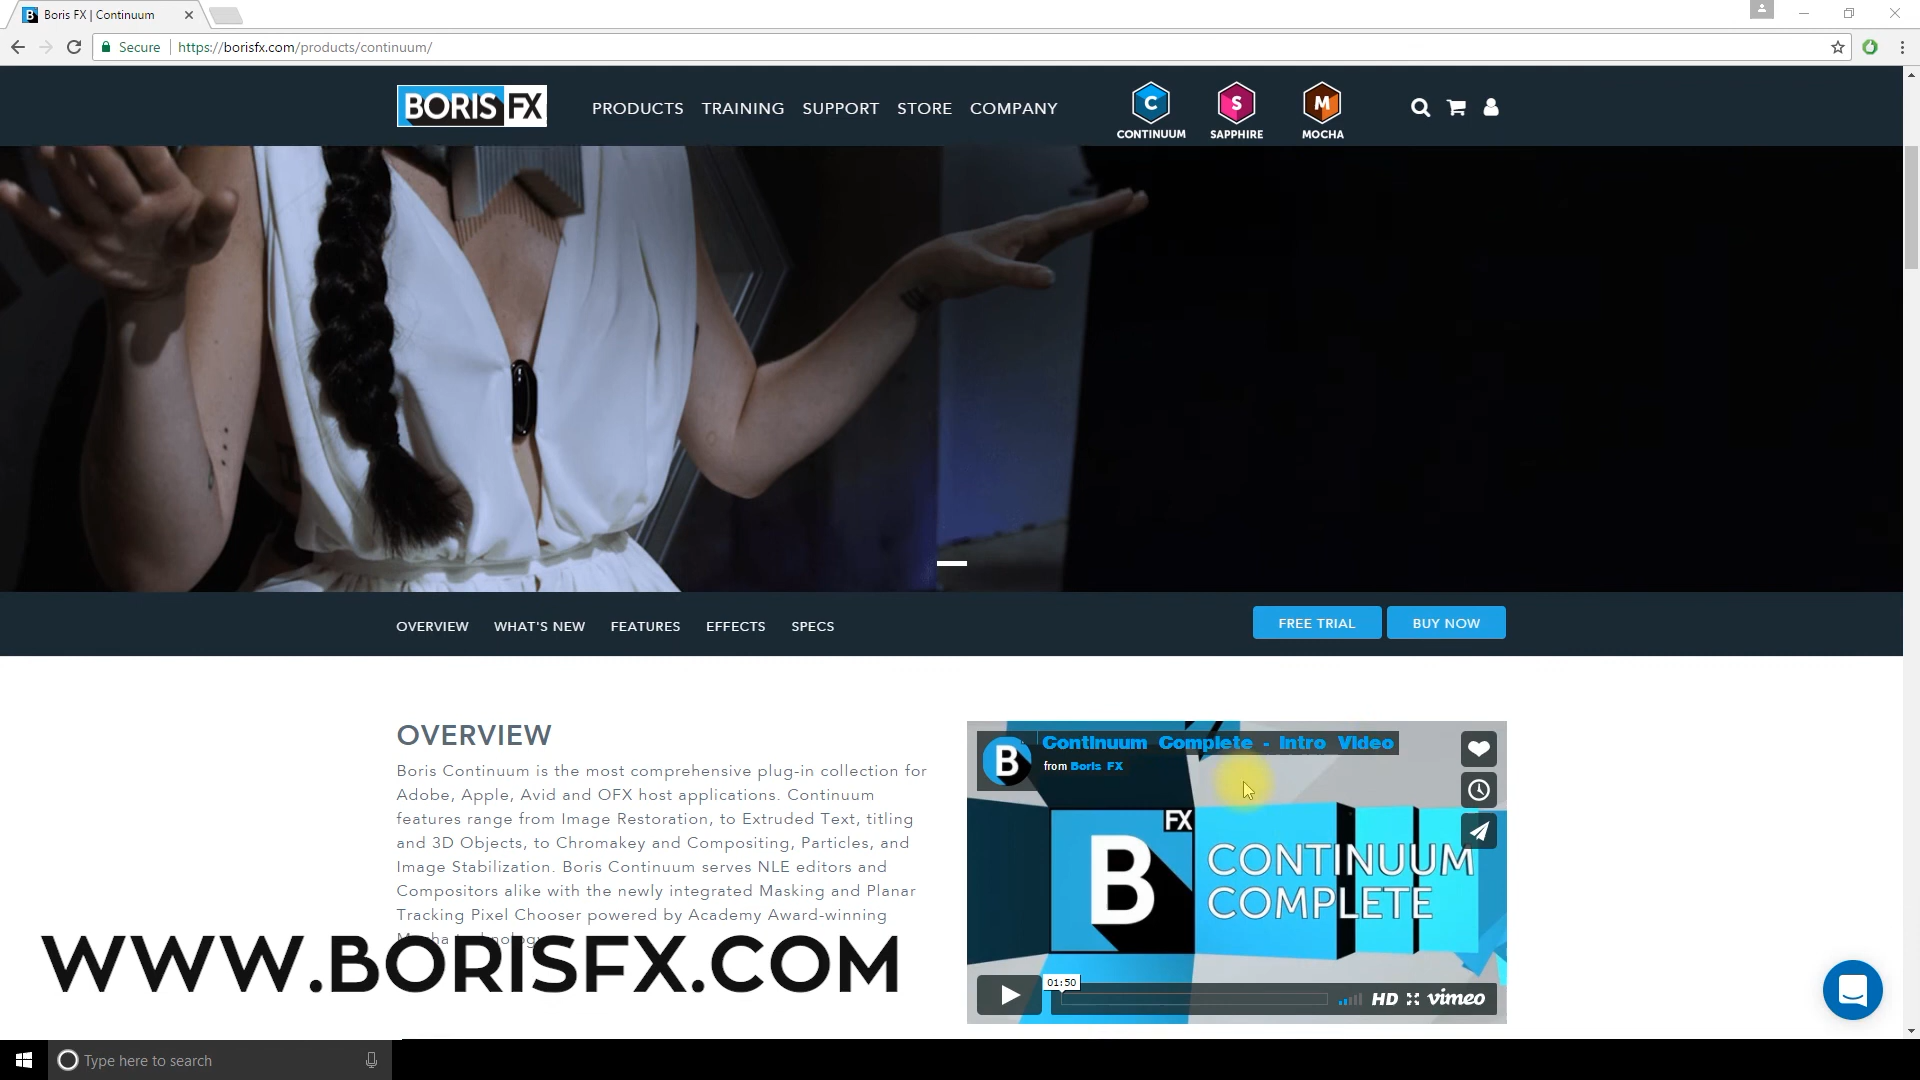 Boris FX | Continuum
Secure
https://borisfx.com/products/continuum/
BORIS FX
PRODUCTS
TRAINING
SUPPORT
STORE
COMPANY
C
CONTINUUM
S
SAPPHIRE
M
MOCHA
OVERVIEW
WHAT'S NEW
FEATURES
EFFECTS
SPECS
FREE TRIAL
BUY NOW
OVERVIEW
Boris Continuum is the most comprehensive plug-in collection for
Adobe, Apple, Avid and OFX host applications. Continuum
features range from Image Restoration, to Extruded Text, titling
and 3D Objects, to Chromakey and Compositing, Particles, and
Image Stabilization. Boris Continuum serves NLE editors and
Compositors alike with the newly integrated Masking and Planar
Tracking Pixel Chooser powered by Academy Award-winning
WWW.BORISFX.COM
B
Continuum Complete - Intro Video
from Boris FX
B FX
CONTINUUM
COMPLETE
01:50
HD
vimeo
Type here to search